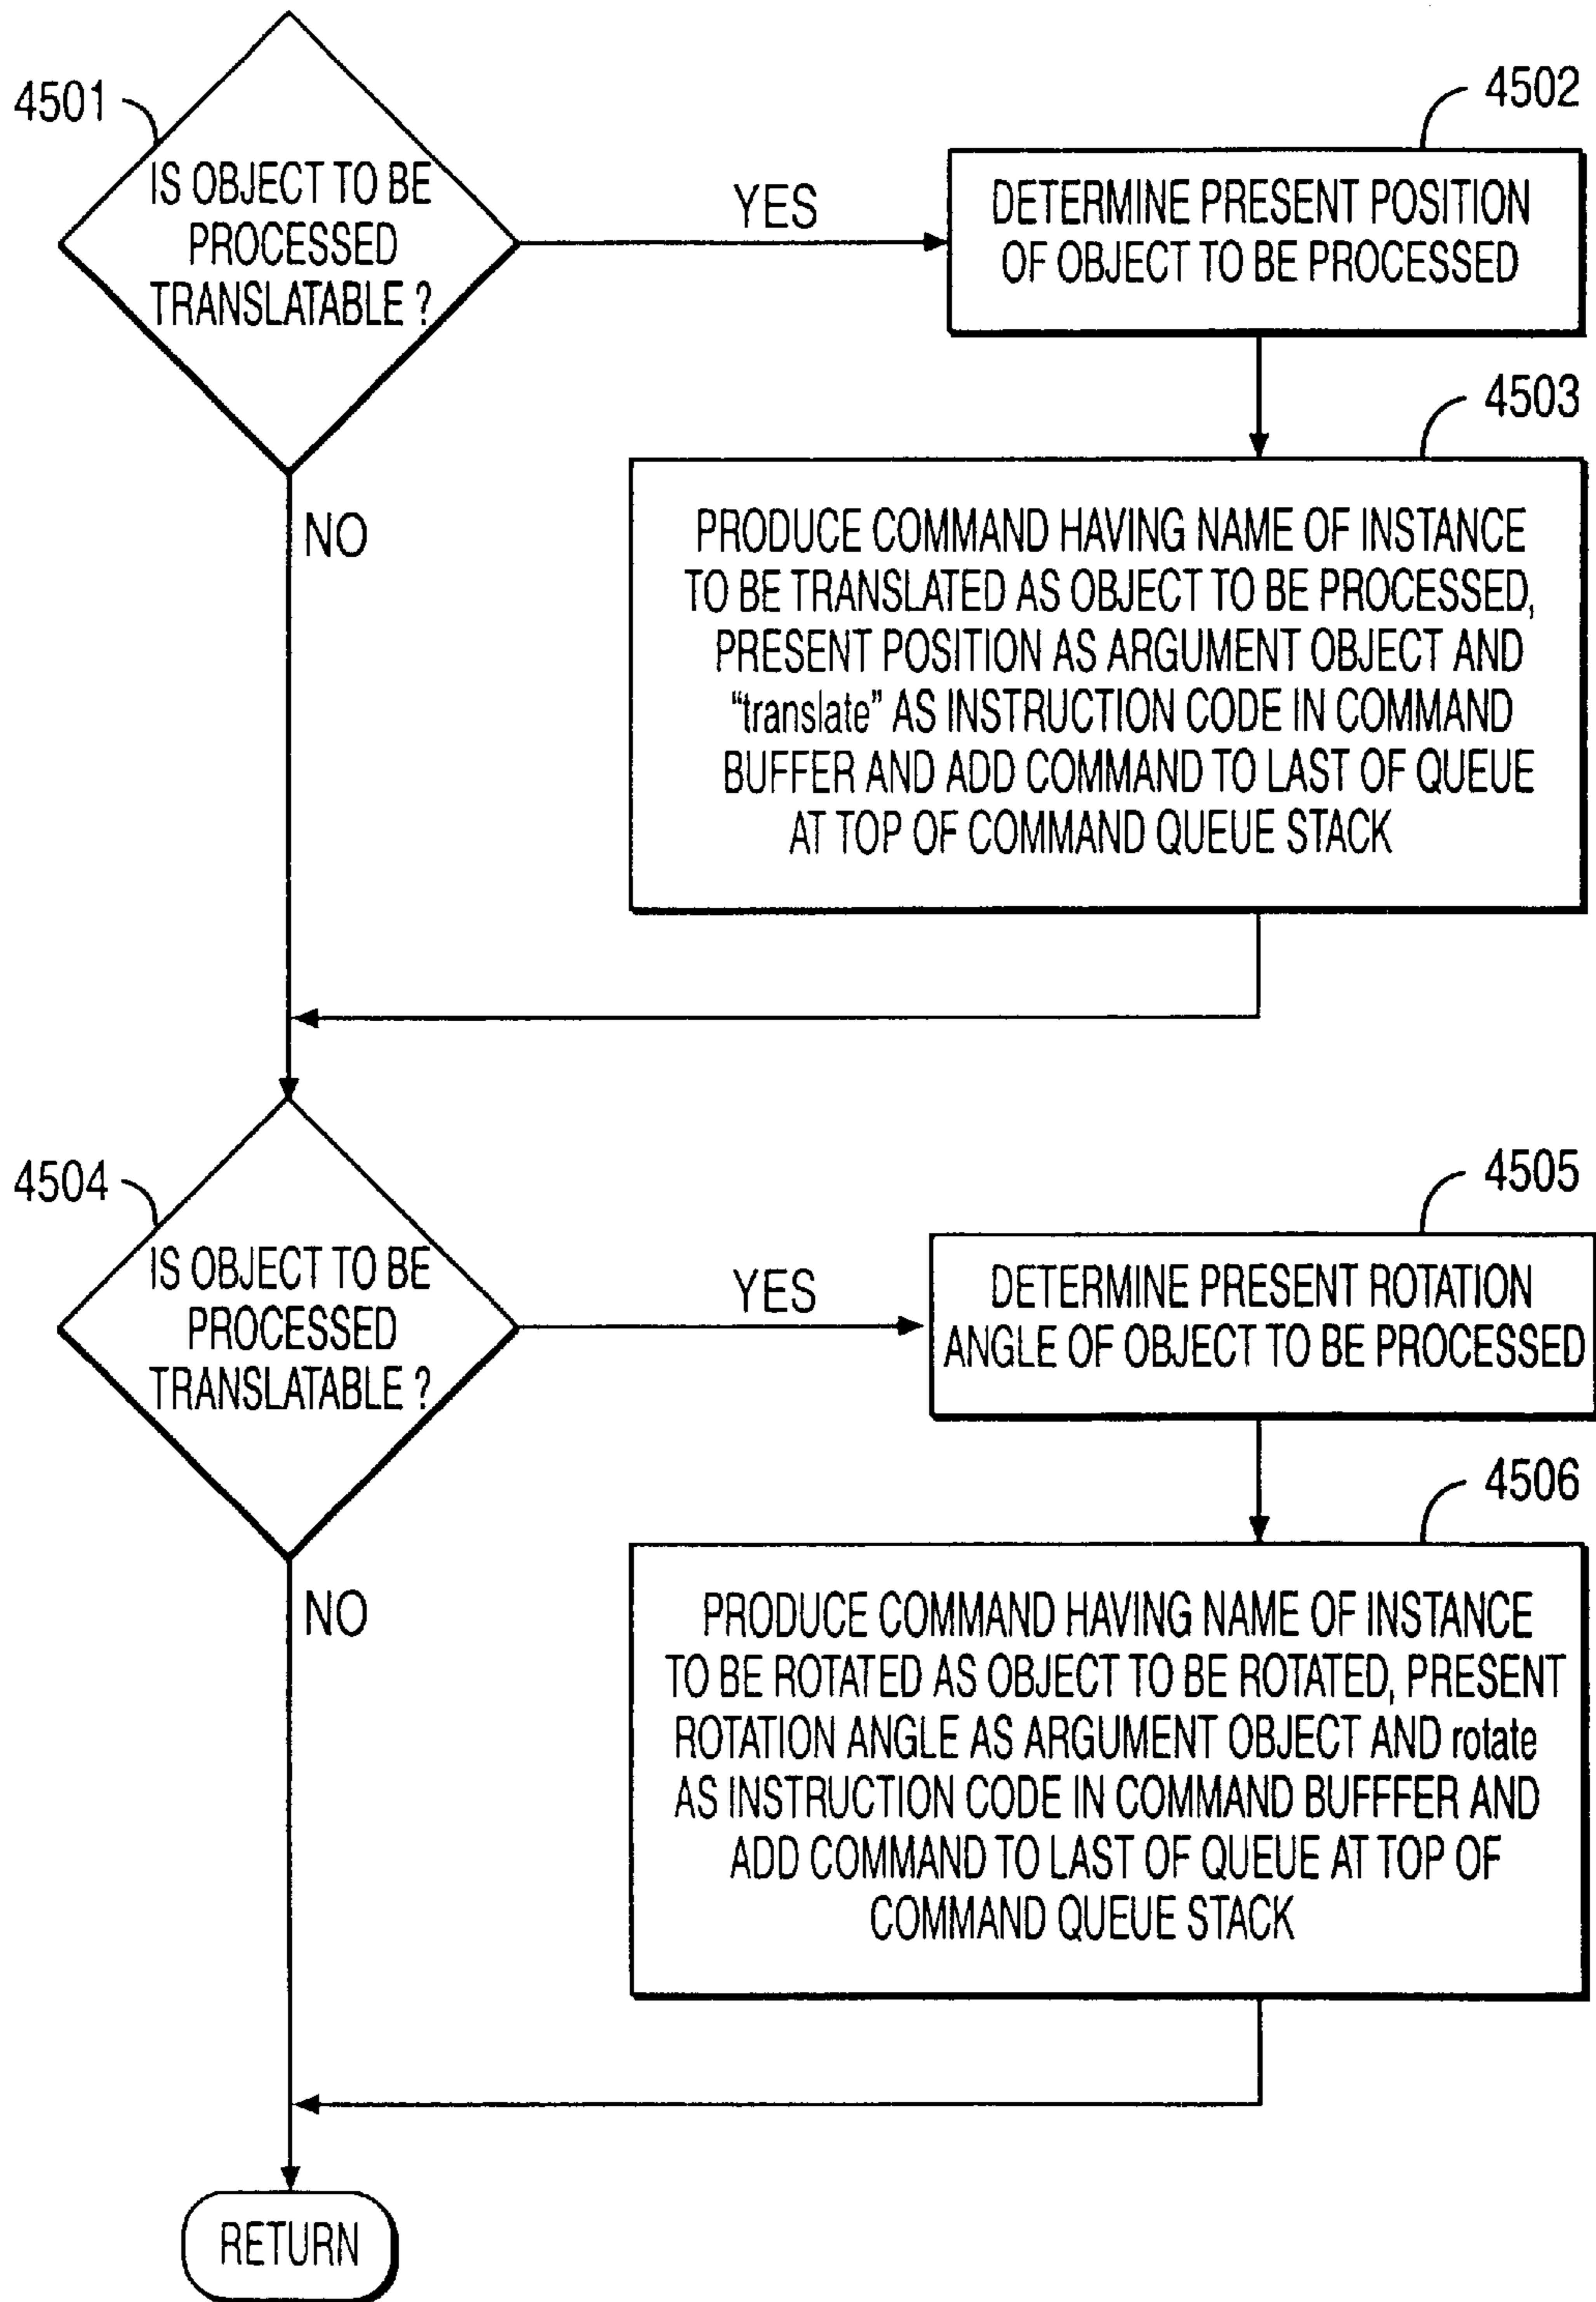 4501
IS OBJECT TO BE
PROCESSED
TRANSLATABLE ?
YES
4502
DETERMINE PRESENT POSITION
OF OBJECT TO BE PROCESSED
4503
PRODUCE COMMAND HAVING NAME OF INSTANCE
TO BE TRANSLATED AS OBJECT TO BE PROCESSED,
PRESENT POSITION AS ARGUMENT OBJECT AND
“translate” AS INSTRUCTION CODE IN COMMAND
BUFFER AND ADD COMMAND TO LAST OF QUEUE
AT TOP OF COMMAND QUEUE STACK
NO
4504
IS OBJECT TO BE
PROCESSED
TRANSLATABLE ?
YES
4505
DETERMINE PRESENT ROTATION
ANGLE OF OBJECT TO BE PROCESSED
4506
PRODUCE COMMAND HAVING NAME OF INSTANCE
TO BE ROTATED AS OBJECT TO BE ROTATED, PRESENT
ROTATION ANGLE AS ARGUMENT OBJECT AND rotate
AS INSTRUCTION CODE IN COMMAND BUFFFER AND
ADD COMMAND TO LAST OF QUEUE AT TOP OF
COMMAND QUEUE STACK
NO
RETURN